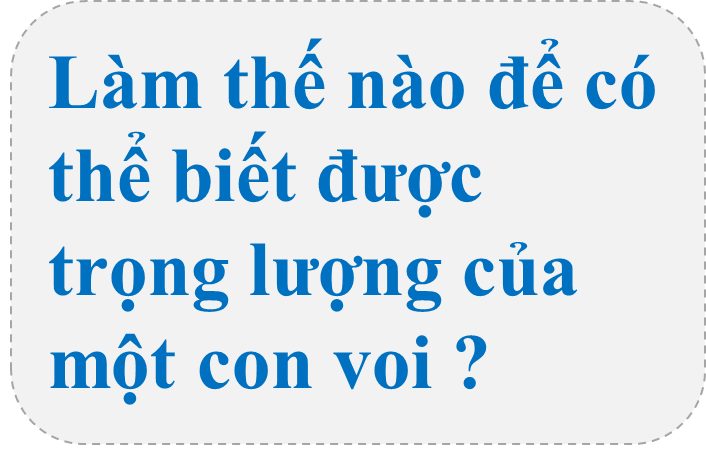 Làm thế nào để có
thể biết được
trọng lượng của
một con voi ?